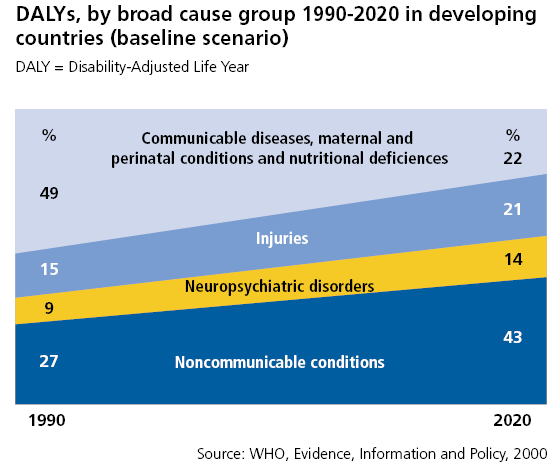 DALYs, by broad cause group 1990-2020 in developing
countries (baseline scenario)
DALY = Disability-Adjusted Life Year
% Communicable diseases, maternal and %
perinatal conditions and nutritional deficiences 22
49
21
Injuries
15
14
Neuropsychiatric disorders
9
43
27 Noncommunicable conditions
1990 2020
Source: WHO, Evidence, Information and Policy, 2000